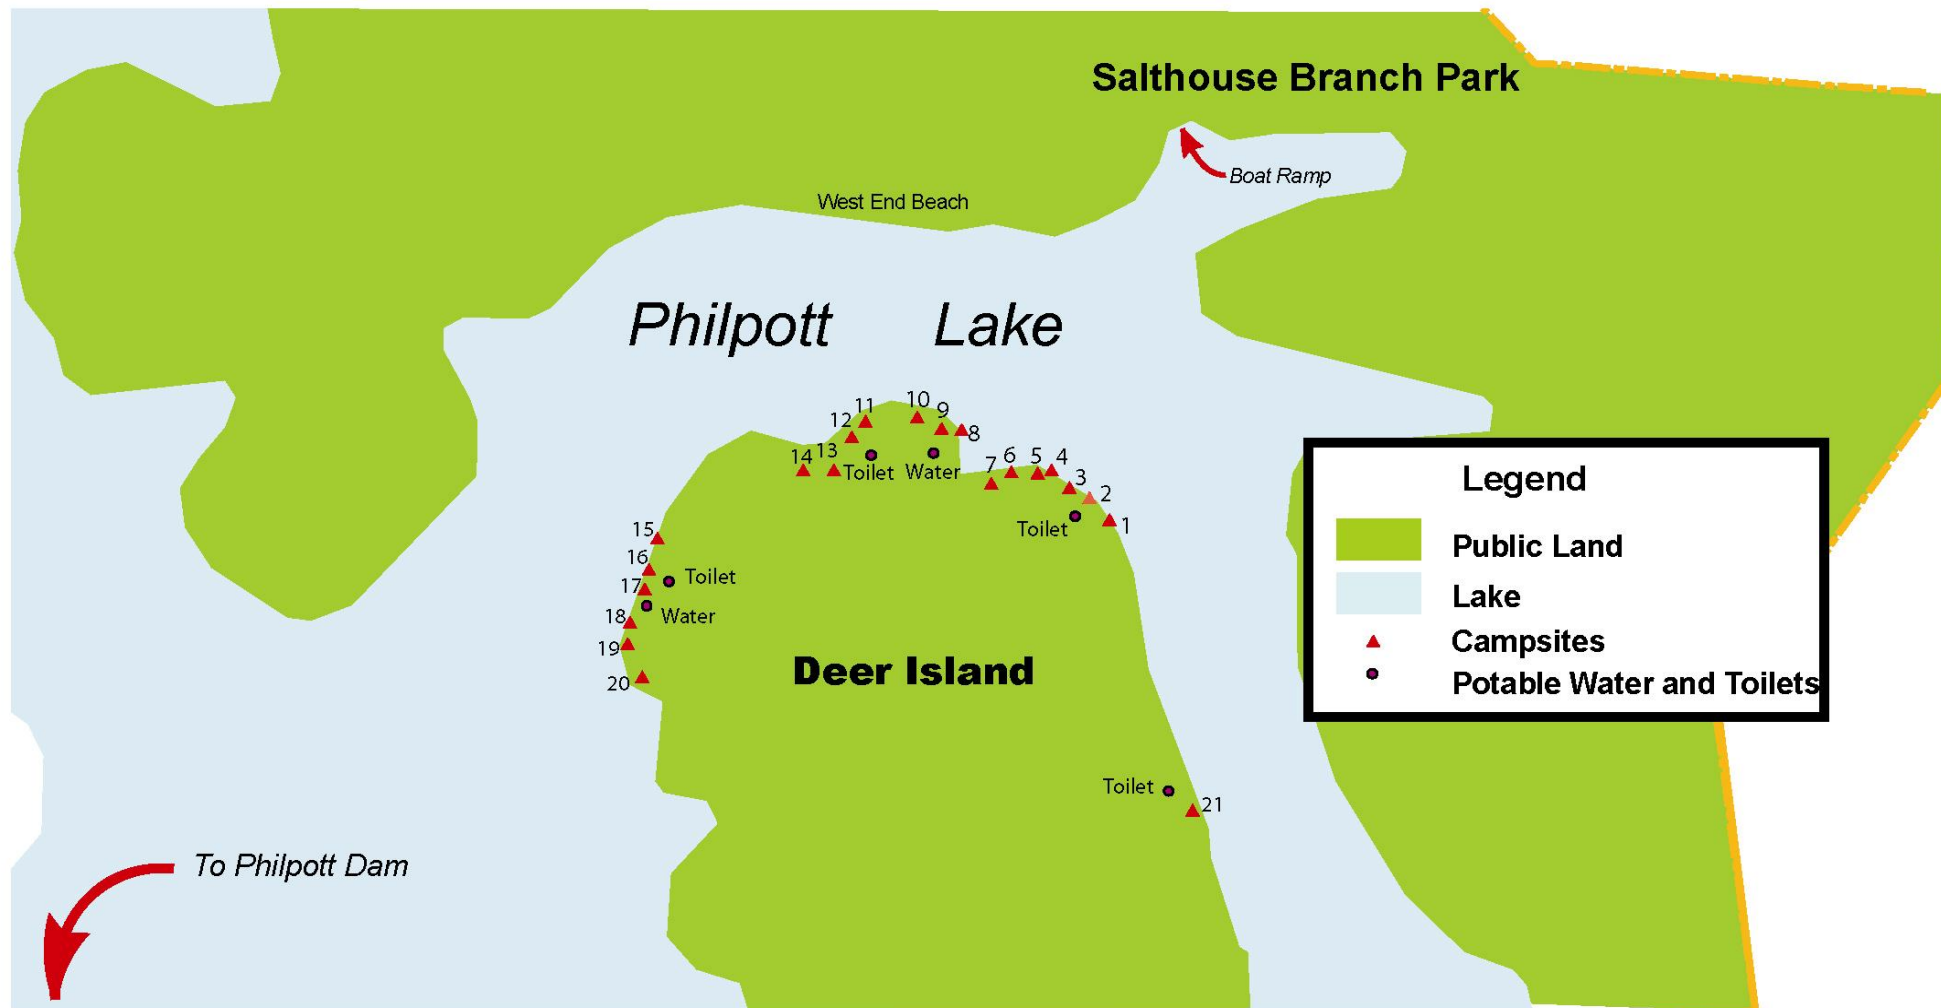 Salthouse Branch Park
Boat Ramp
West End Beach
Philpott Lake
10
11
9
12
8
13
14
Toilet
Water
7
6
5
4
3
2
1
Toilet
15
16
Toilet
17
Water
18
19
20
Deer Island
Toilet
21
To Philpott Dam
Legend
Public Land
Lake
Campsites
Potable Water and Toilets